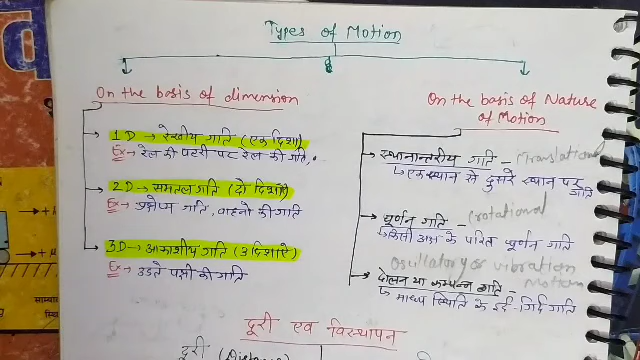 Types of Motion
On the basis of dimension
1D → रेखीय गति (एक दिशा)
Ex → रेल की पटरी पर रेल की गति,
2D → समतल गति (दो दिशा)
Ex → प्रक्षेप्य गति, वाहनो की गति
3D → आकाशीय गति (3 दिशाऐ)
Ex → उडते पक्षी की गति
On the basis of Nature
of Motion
स्थानान्तरीय गति - Translational
↳ एक स्थान से दुसरे स्थान पर गति
घूर्णन गति - (rotational
↳ किसी अक्ष के परित घूर्णन गति
Oscillatory or vibration
दोलन या कम्पन्न गति - Motion
↳ माध्य स्थिति के इर्द-गिर्द गति
दूरी एव विस्थापन
दूरी (Distance)